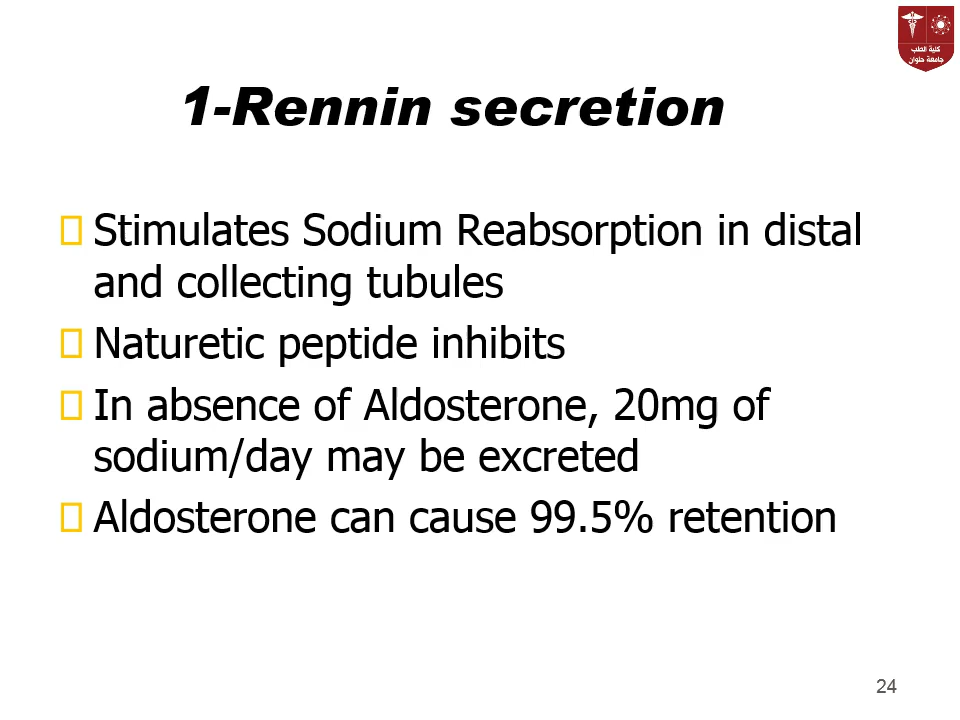 كلية الطب
جامعة حلوان
1-Rennin secretion
Stimulates Sodium Reabsorption in distal
and collecting tubules
Naturetic peptide inhibits
In absence of Aldosterone, 20mg of
sodium/day may be excreted
Aldosterone can cause 99.5% retention
24